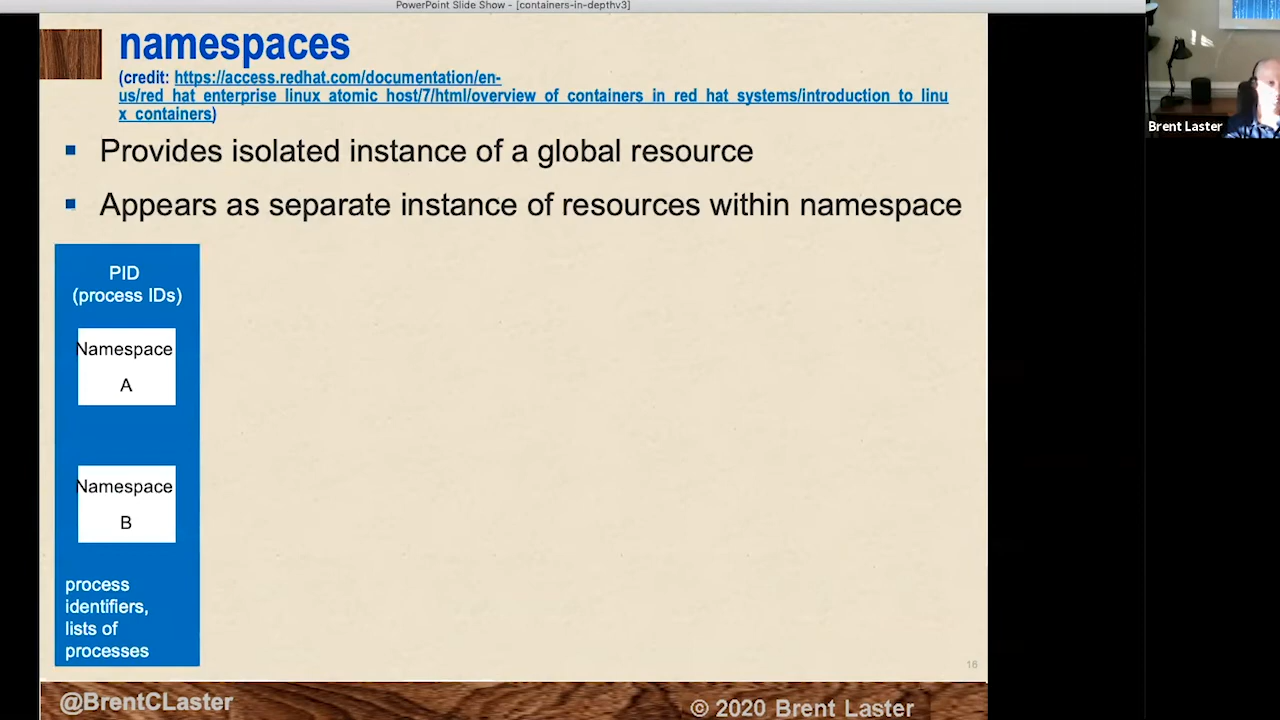 PowerPoint Slide Show - [containers-in-depthv3]
namespaces
(credit: https://access.redhat.com/documentation/en-
us/red_hat_enterprise_linux_atomic_host/7/html/overview_of_containers_in_red_hat_systems/introduction_to_linu
x_containers)
Provides isolated instance of a global resource
Appears as separate instance of resources within namespace
PID
(process IDs)
Namespace
A
Namespace
B
process
identifiers,
lists of
processes
16
@BrentCLaster
© 2020 Brent Laster
Brent Laster